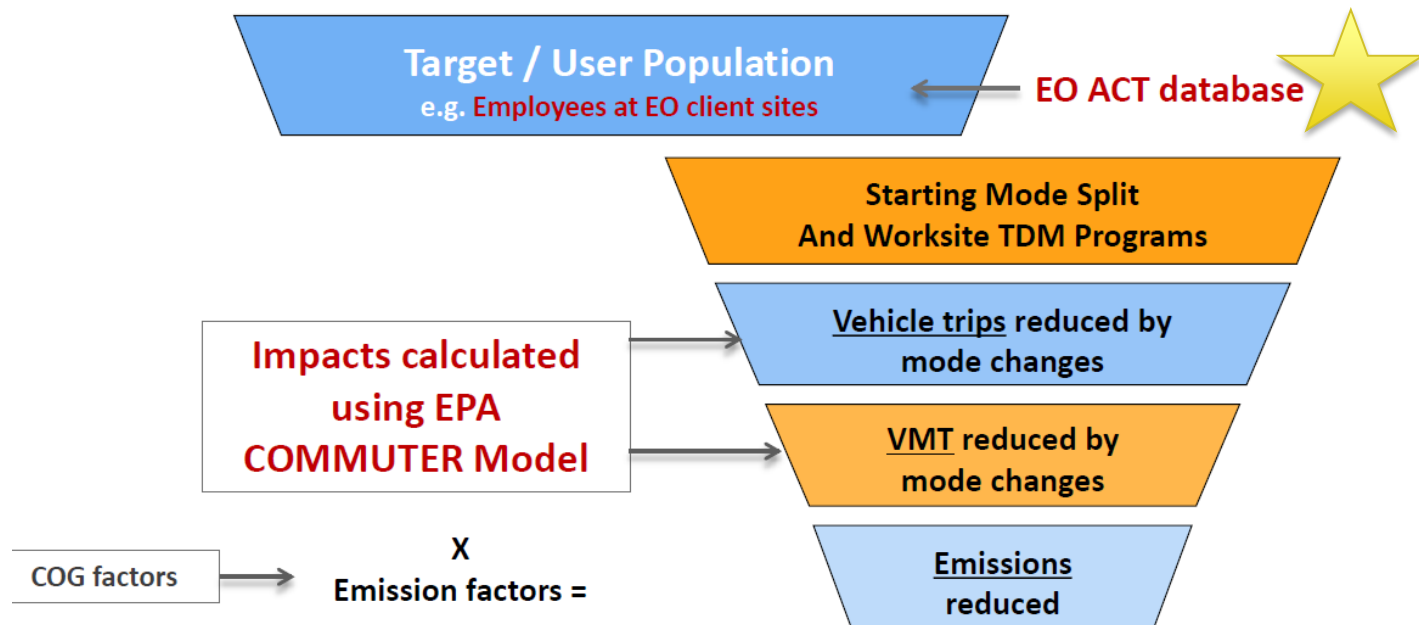 Target / User Population
e.g. Employees at EO client sites
EO ACT database
Starting Mode Split
And Worksite TDM Programs
Vehicle trips reduced by
mode changes
Impacts calculated
using EPA
COMMUTER Model
VMT reduced by
mode changes
COG factors
X
Emission factors =
Emissions
reduced